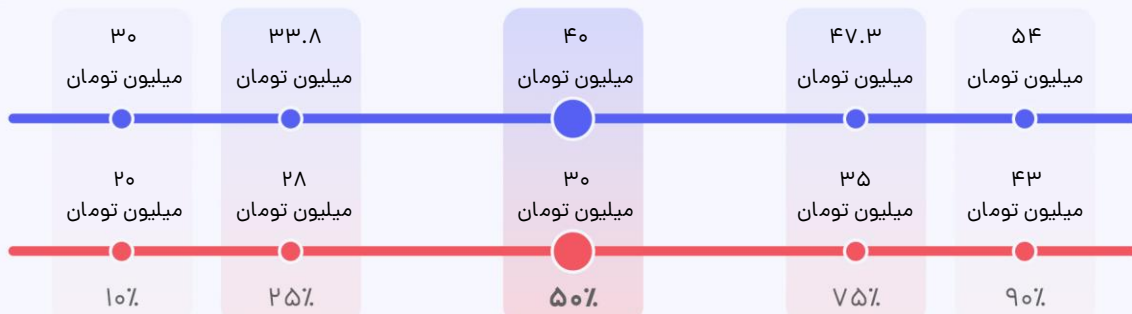 ۳۰ ۳۳.۸ ۴۰ ۴۷.۳ ۵۴
میلیون تومان میلیون تومان میلیون تومان میلیون تومان میلیون تومان
۲۰ ۲۸ ۳۰ ۳۵ ۴۳
میلیون تومان میلیون تومان میلیون تومان میلیون تومان میلیون تومان
۱۰٪ ۲۵٪ ۵۰٪ ۷۵٪ ۹۰٪